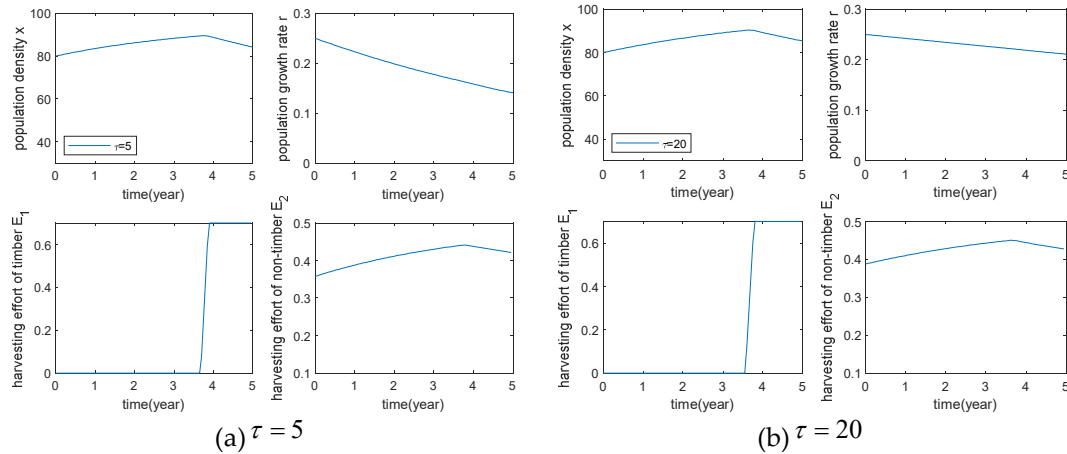 population density x
100
80
60
40
τ=5
0 1 2 3 4 5
time(year)
population growth rate r
0.3
0.2
0.1
0
0 1 2 3 4 5
time(year)
harvesting effort of timber E1
0.6
0.4
0.2
0
0 1 2 3 4 5
time(year)
harvesting effort of non-timber E2
0.5
0.4
0.3
0.2
0.1
0 1 2 3 4 5
time(year)
(a) τ = 5
population density x
100
80
60
40
τ=20
0 1 2 3 4 5
time(year)
population growth rate r
0.3
0.2
0.1
0
0 1 2 3 4 5
time(year)
harvesting effort of timber E1
0.6
0.4
0.2
0
0 1 2 3 4 5
time(year)
harvesting effort of non-timber E2
0.5
0.4
0.3
0.2
0.1
0 1 2 3 4 5
time(year)
(b) τ = 20